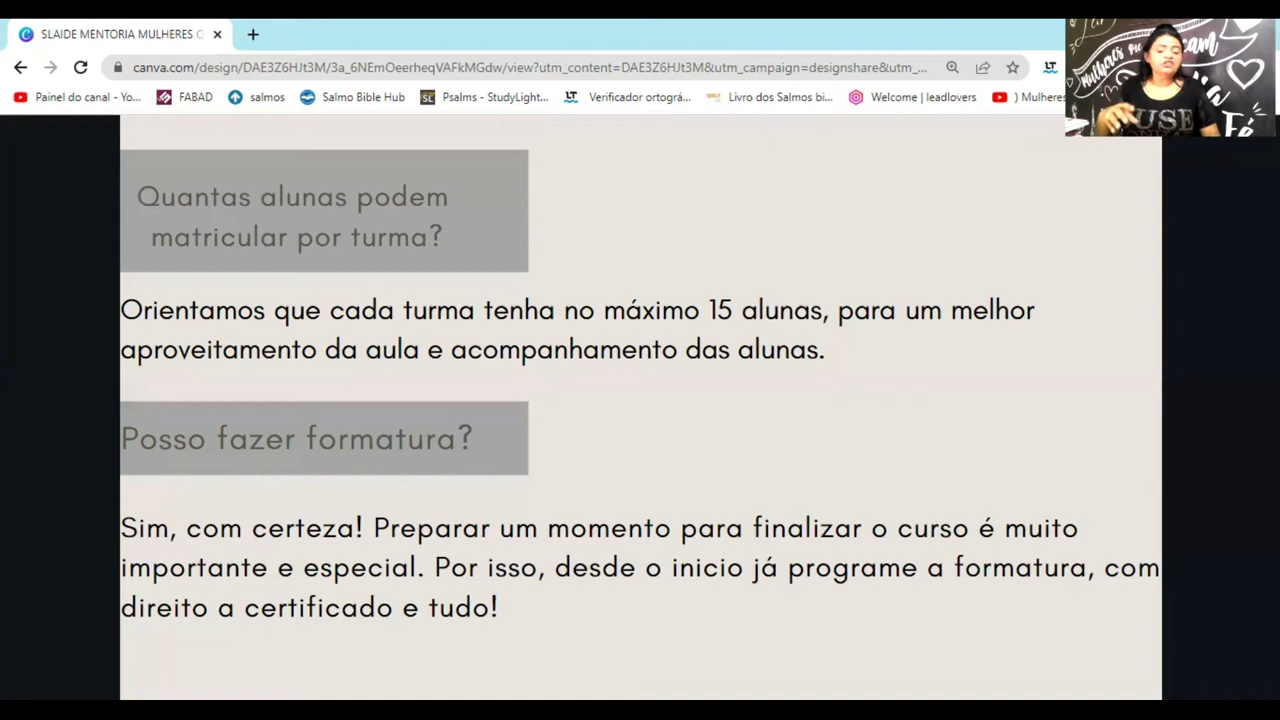 SLAIDE MENTORIA MULHERES
canva.com/design/DAE3Z6HJt3M/3a_6NEmOeerheqVAFkMGdw/view?utm_content=DAE3Z6HJt3M&utm_campaign=designshare&utm_...
Painel do canal - Yo... FABAD salmos Salmo Bible Hub Psalms - StudyLight... LT Verificador ortográ... Livro dos Salmos bi... Welcome | leadlovers ) Mulheres
mulheres que
Fé
Quantas alunas podem
matricular por turma?
Orientamos que cada turma tenha no máximo 15 alunas, para um melhor
aproveitamento da aula e acompanhamento das alunas.
Posso fazer formatura?
Sim, com certeza! Preparar um momento para finalizar o curso é muito
importante e especial. Por isso, desde o inicio já programe a formatura, com
direito a certificado e tudo!